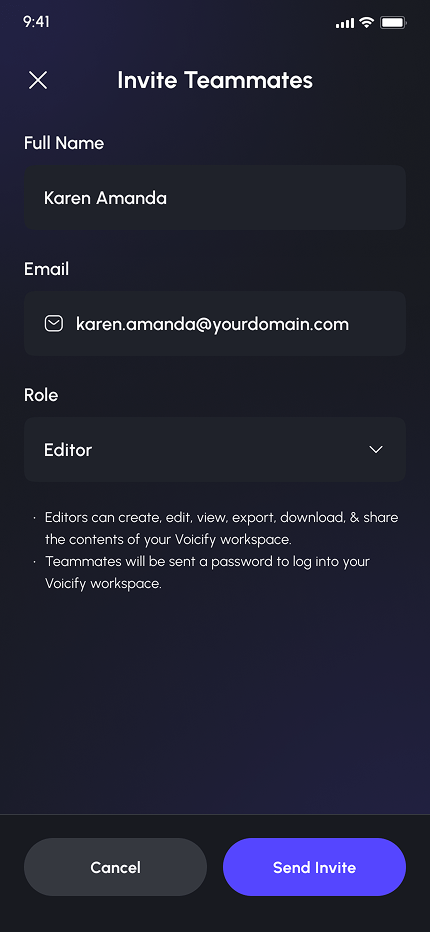 9:41
Invite Teammates
Full Name
Karen Amanda
Email
karen.amanda@yourdomain.com
Role
Editor
· Editors can create, edit, view, export, download, & share
the contents of your Voicify workspace.
· Teammates will be sent a password to log into your
Voicify workspace.
Cancel
Send Invite